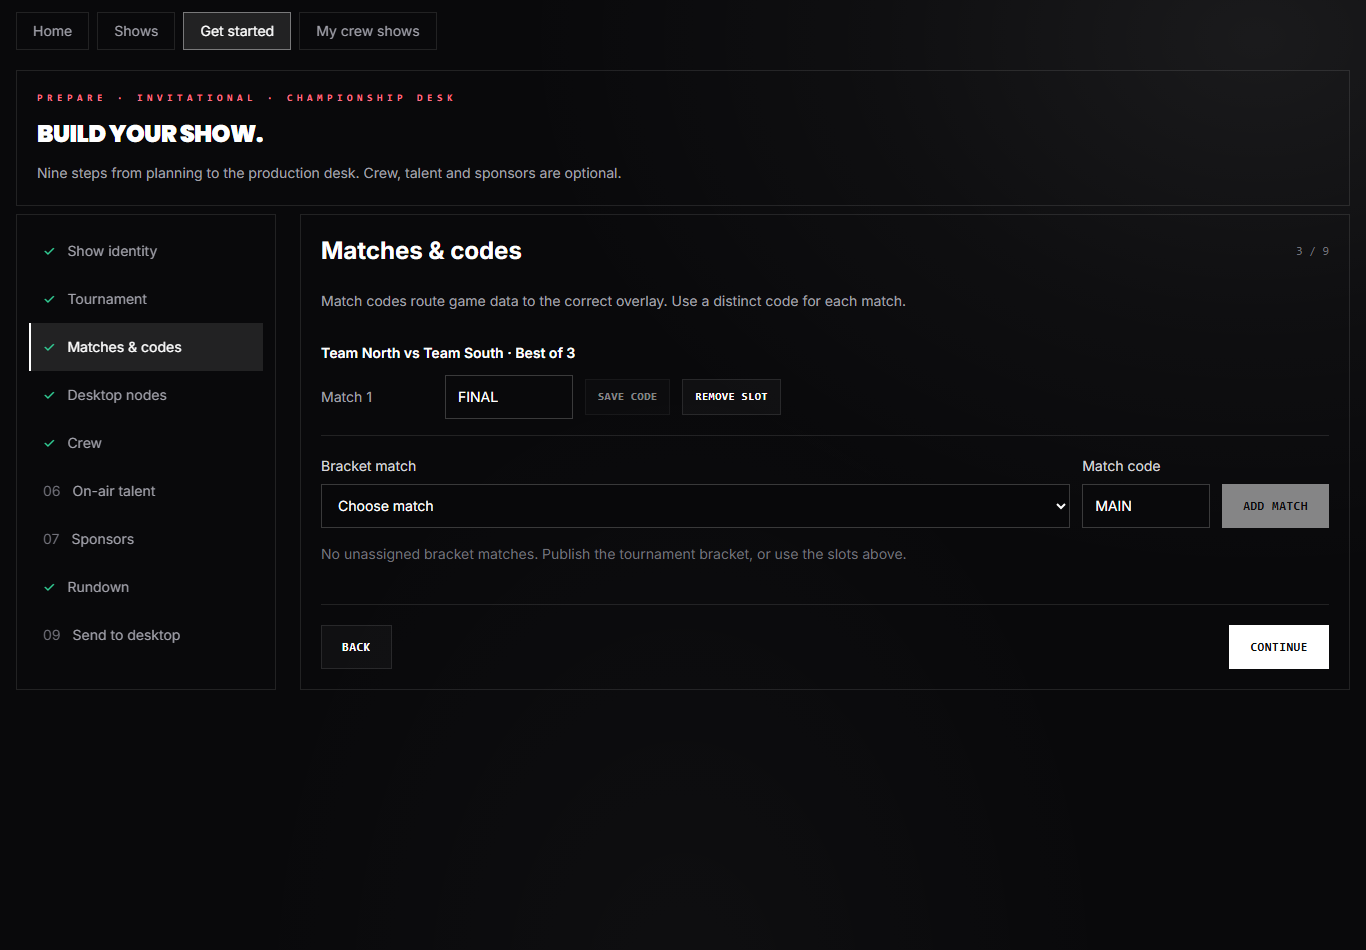 Home
Shows
Get started
My crew shows
PREPARE · INVITATIONAL · CHAMPIONSHIP DESK
BUILD YOUR SHOW.
Nine steps from planning to the production desk. Crew, talent and sponsors are optional.
Show identity
Tournament
Matches & codes
Desktop nodes
Crew
06 On-air talent
07 Sponsors
Rundown
09 Send to desktop
Matches & codes
3 / 9
Match codes route game data to the correct overlay. Use a distinct code for each match.
Team North vs Team South · Best of 3
Match 1
FINAL
SAVE CODE
REMOVE SLOT
Bracket match
Match code
Choose match
MAIN
ADD MATCH
No unassigned bracket matches. Publish the tournament bracket, or use the slots above.
BACK
CONTINUE